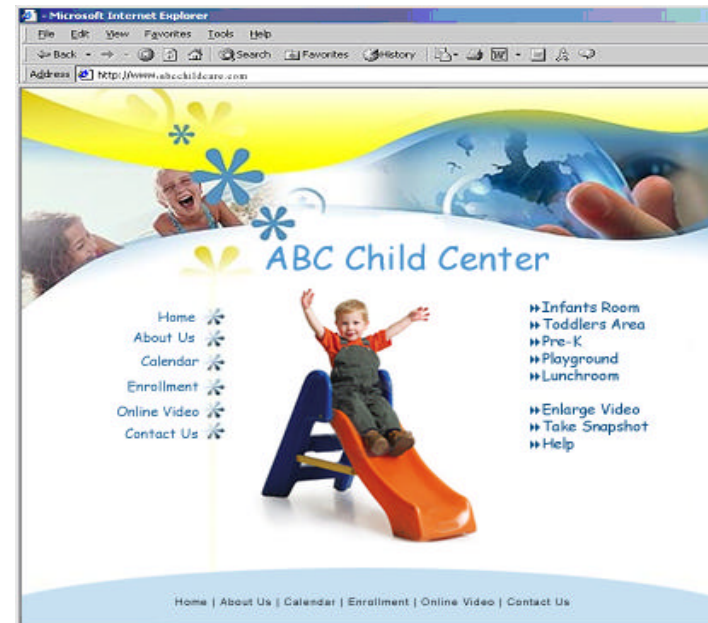 - Microsoft Internet Explorer
File Edit View Favorites Tools Help
Back Search Favorites History
Address http://www.abcchildcare.com
ABC Child Center
Home
About Us
Calendar
Enrollment
Online Video
Contact Us
Infants Room
Toddlers Area
Pre-K
Playground
Lunchroom
Enlarge Video
Take Snapshot
Help
Home | About Us | Calendar | Enrollment | Online Video | Contact Us